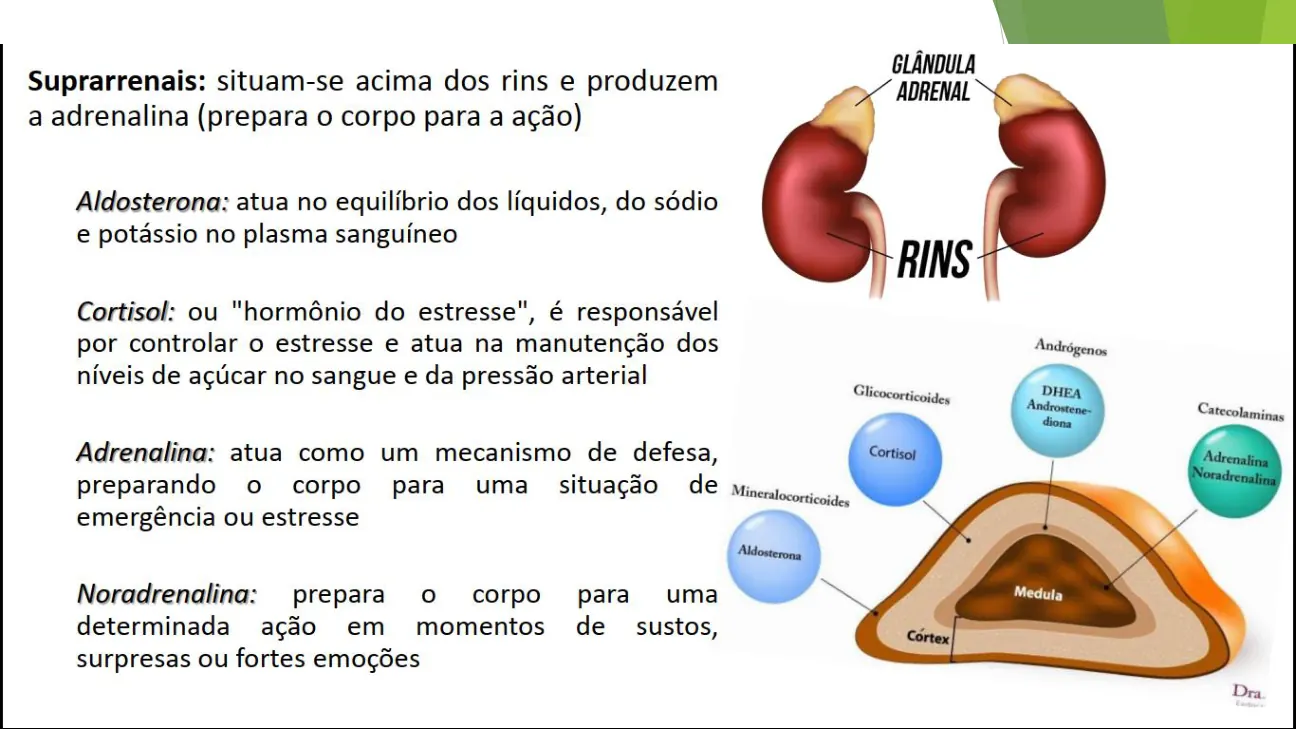 Suprarrenais: situam-se acima dos rins e produzem
a adrenalina (prepara o corpo para a ação)
Aldosterona: atua no equilíbrio dos líquidos, do sódio
e potássio no plasma sanguíneo
Cortisol: ou "hormônio do estresse", é responsável
por controlar o estresse e atua na manutenção dos
níveis de açúcar no sangue e da pressão arterial
Adrenalina: atua como um mecanismo de defesa,
preparando o corpo para uma situação de
emergência ou estresse
Noradrenalina: prepara o corpo para uma
determinada ação em momentos de sustos,
surpresas ou fortes emoções
GLÂNDULA
ADRENAL
RINS
Andrógenos
DHEA
Androstene-
diona
Glicocorticoides
Cortisol
Catecolaminas
Adrenalina
Noradrenalina
Mineralocorticoides
Aldosterona
Medula
Córtex
Dra.